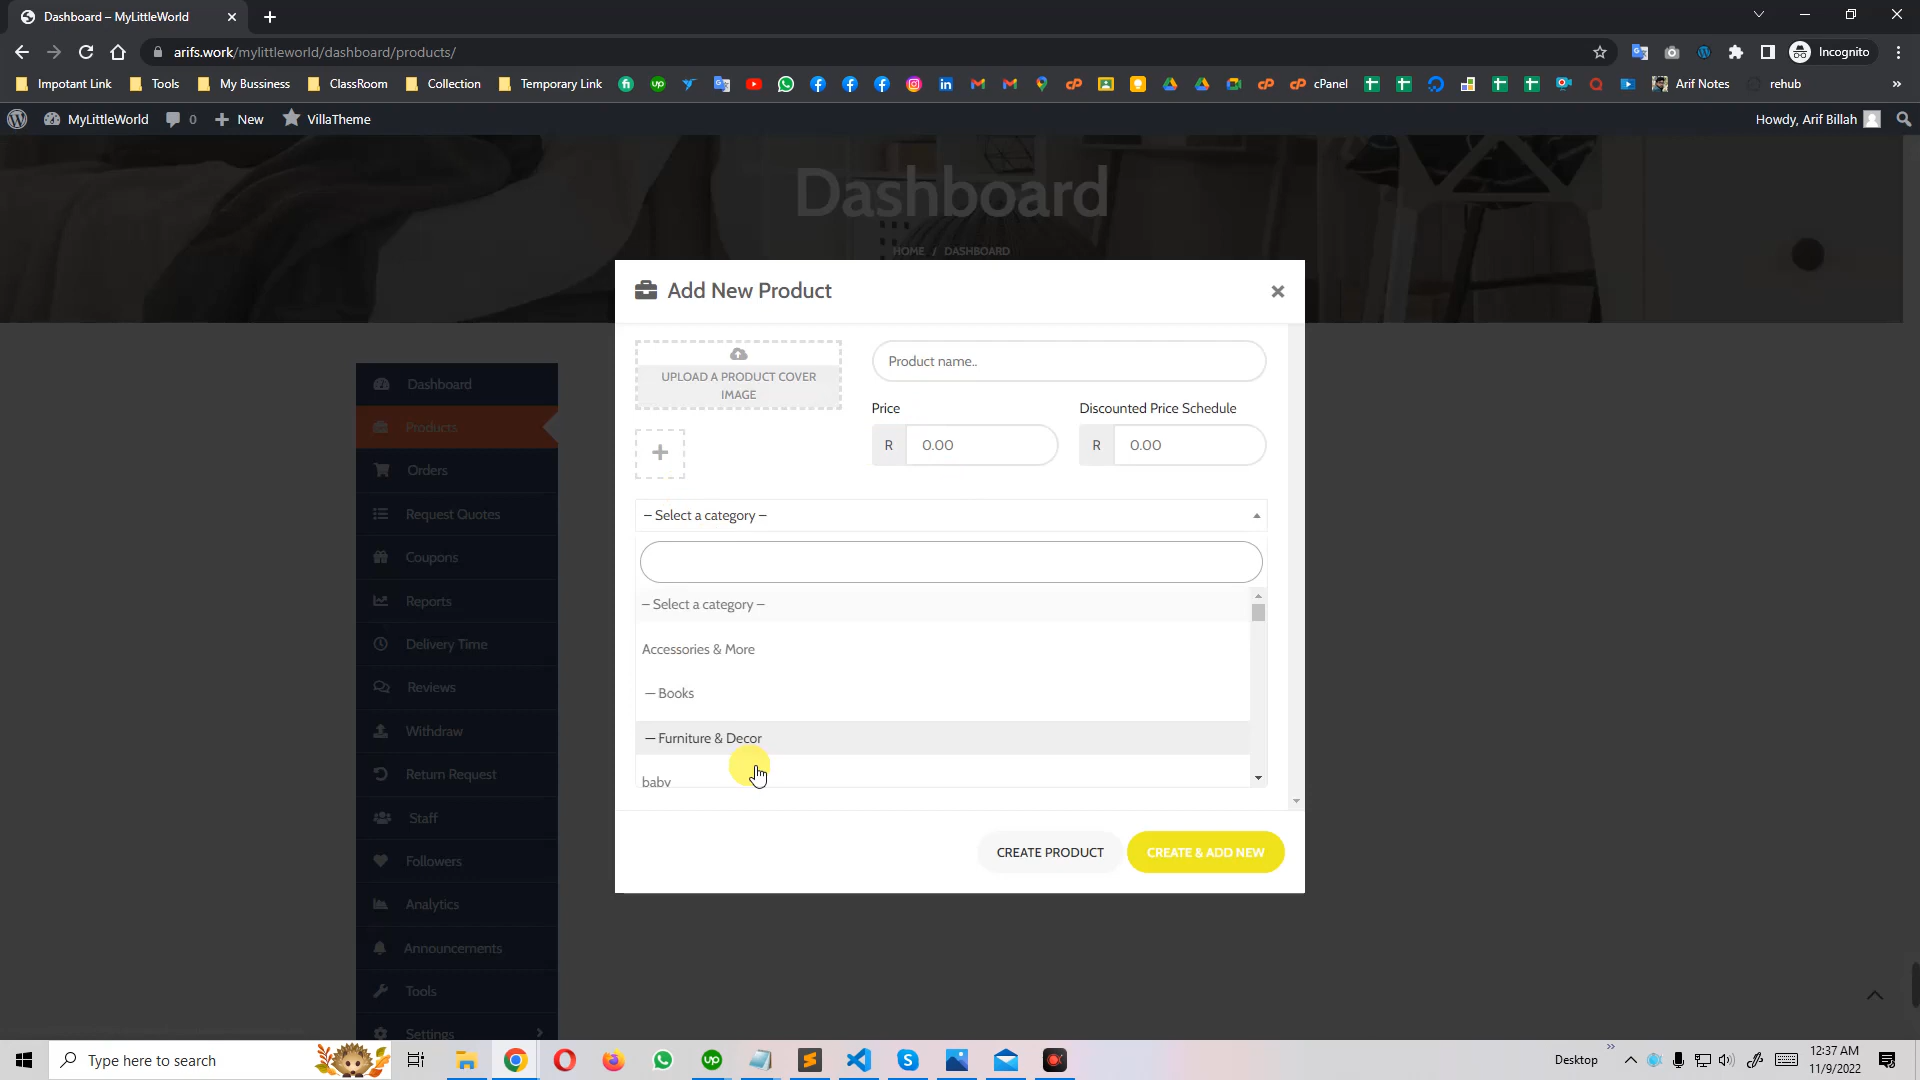 Dashboard – MyLittleWorld
arifs.work/mylittleworld/dashboard/products/
Incognito
Impotant Link
Tools
My Bussiness
ClassRoom
Collection
Temporary Link
cPanel
Arif Notes
rehub
MyLittleWorld
0
New
VillaTheme
Howdy, Arif Billah
Dashboard
HOME / DASHBOARD
Add New Product
UPLOAD A PRODUCT COVER
IMAGE
Product name..
Price
Discounted Price Schedule
R
0.00
R
0.00
– Select a category –
– Select a category –
Accessories & More
— Books
— Furniture & Decor
baby
CREATE PRODUCT
CREATE & ADD NEW
Dashboard
Products
Orders
Request Quotes
Coupons
Reports
Delivery Time
Reviews
Withdraw
Return Request
Staff
Followers
Analytics
Announcements
Tools
Settings
Type here to search
Desktop
12:37 AM
11/9/2022